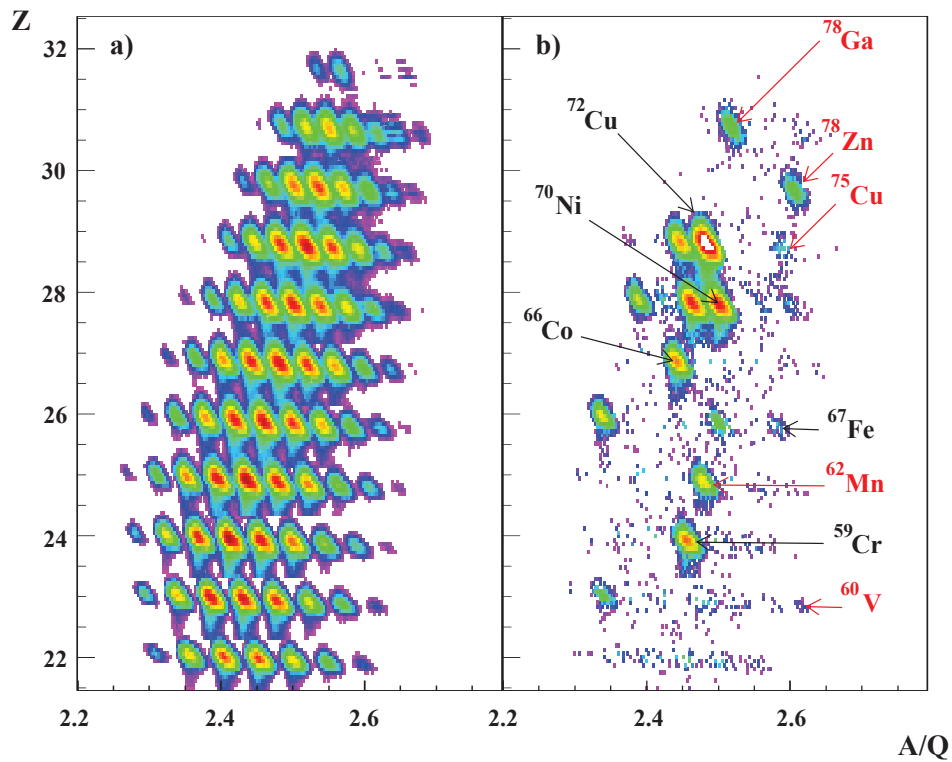 Z
32
30
28
26
24
22
a)
b)
⁷⁸Ga
⁷²Cu
⁷⁸Zn
⁷⁵Cu
⁷⁰Ni
⁶⁶Co
⁶⁷Fe
⁶²Mn
⁵⁹Cr
⁶⁰V
2.2 2.4 2.6 2.2 2.4 2.6
A/Q